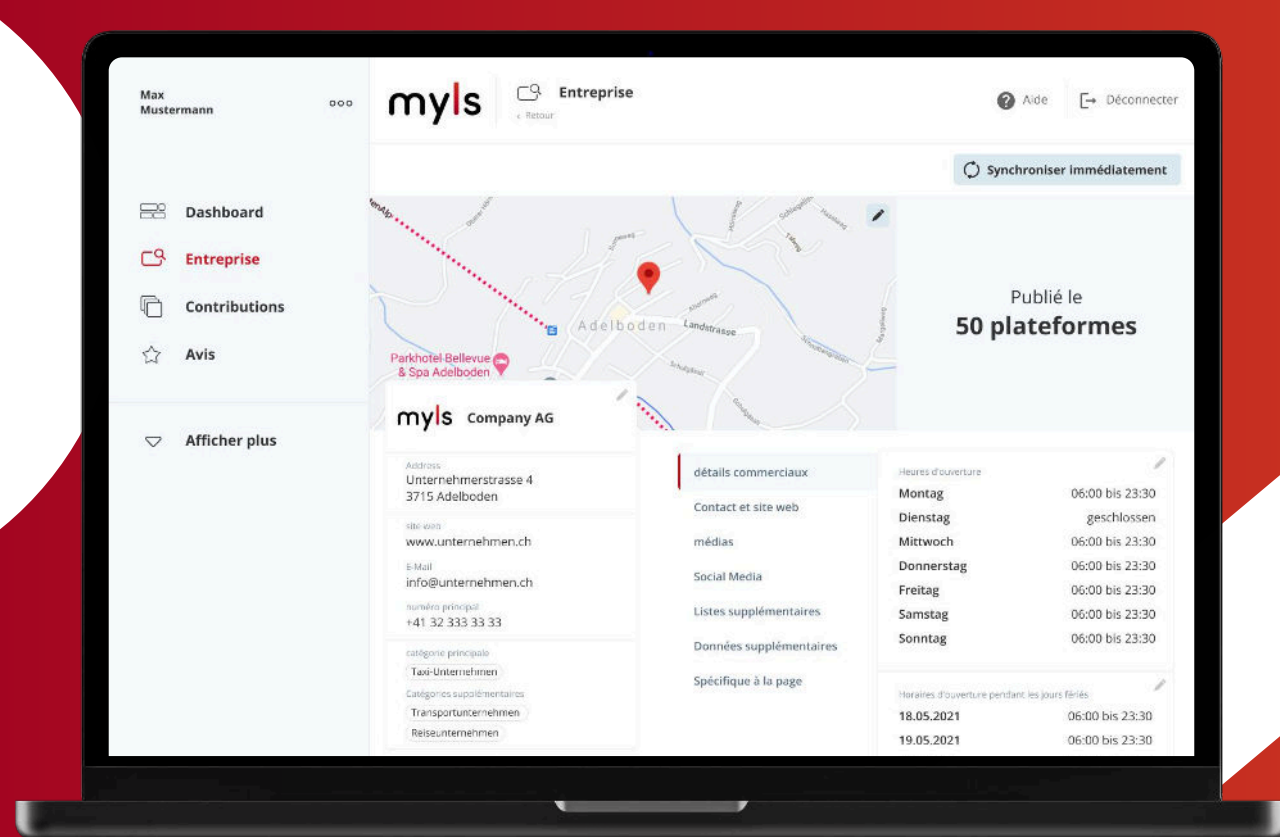 Max
Mustermann
Dashboard
Entreprise
Contributions
Avis
Afficher plus
myls
Entreprise
‹ Retour
Aide
Déconnecter
Synchroniser immédiatement
Adelboden
Landstrasse
Parkhotel Bellevue
& Spa Adelboden
Publié le
50 plateformes
myls Company AG
Address
Unternehmerstrasse 4
3715 Adelboden
site web
www.unternehmen.ch
E-Mail
info@unternehmen.ch
numéro principal
+41 32 333 33 33
catégorie principale
Taxi-Unternehmen
Catégories supplémentaires
Transportunternehmen
Reiseunternehmen
détails commerciaux
Contact et site web
médias
Social Media
Listes supplémentaires
Données supplémentaires
Spécifique à la page
Heures d'ouverture
Montag 06:00 bis 23:30
Dienstag geschlossen
Mittwoch 06:00 bis 23:30
Donnerstag 06:00 bis 23:30
Freitag 06:00 bis 23:30
Samstag 06:00 bis 23:30
Sonntag 06:00 bis 23:30
Horaires d'ouverture pendant les jours fériés
18.05.2021 06:00 bis 23:30
19.05.2021 06:00 bis 23:30